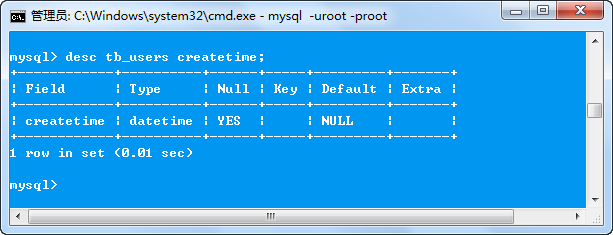 管理员: C:\Windows\system32\cmd.exe - mysql  -uroot -proot
mysql> desc tb_users createtime;
+------------+----------+------+-----+---------+-------+
| Field      | Type     | Null | Key | Default | Extra |
+------------+----------+------+-----+---------+-------+
| createtime | datetime | YES  |     | NULL    |       |
+------------+----------+------+-----+---------+-------+
1 row in set (0.01 sec)
mysql>